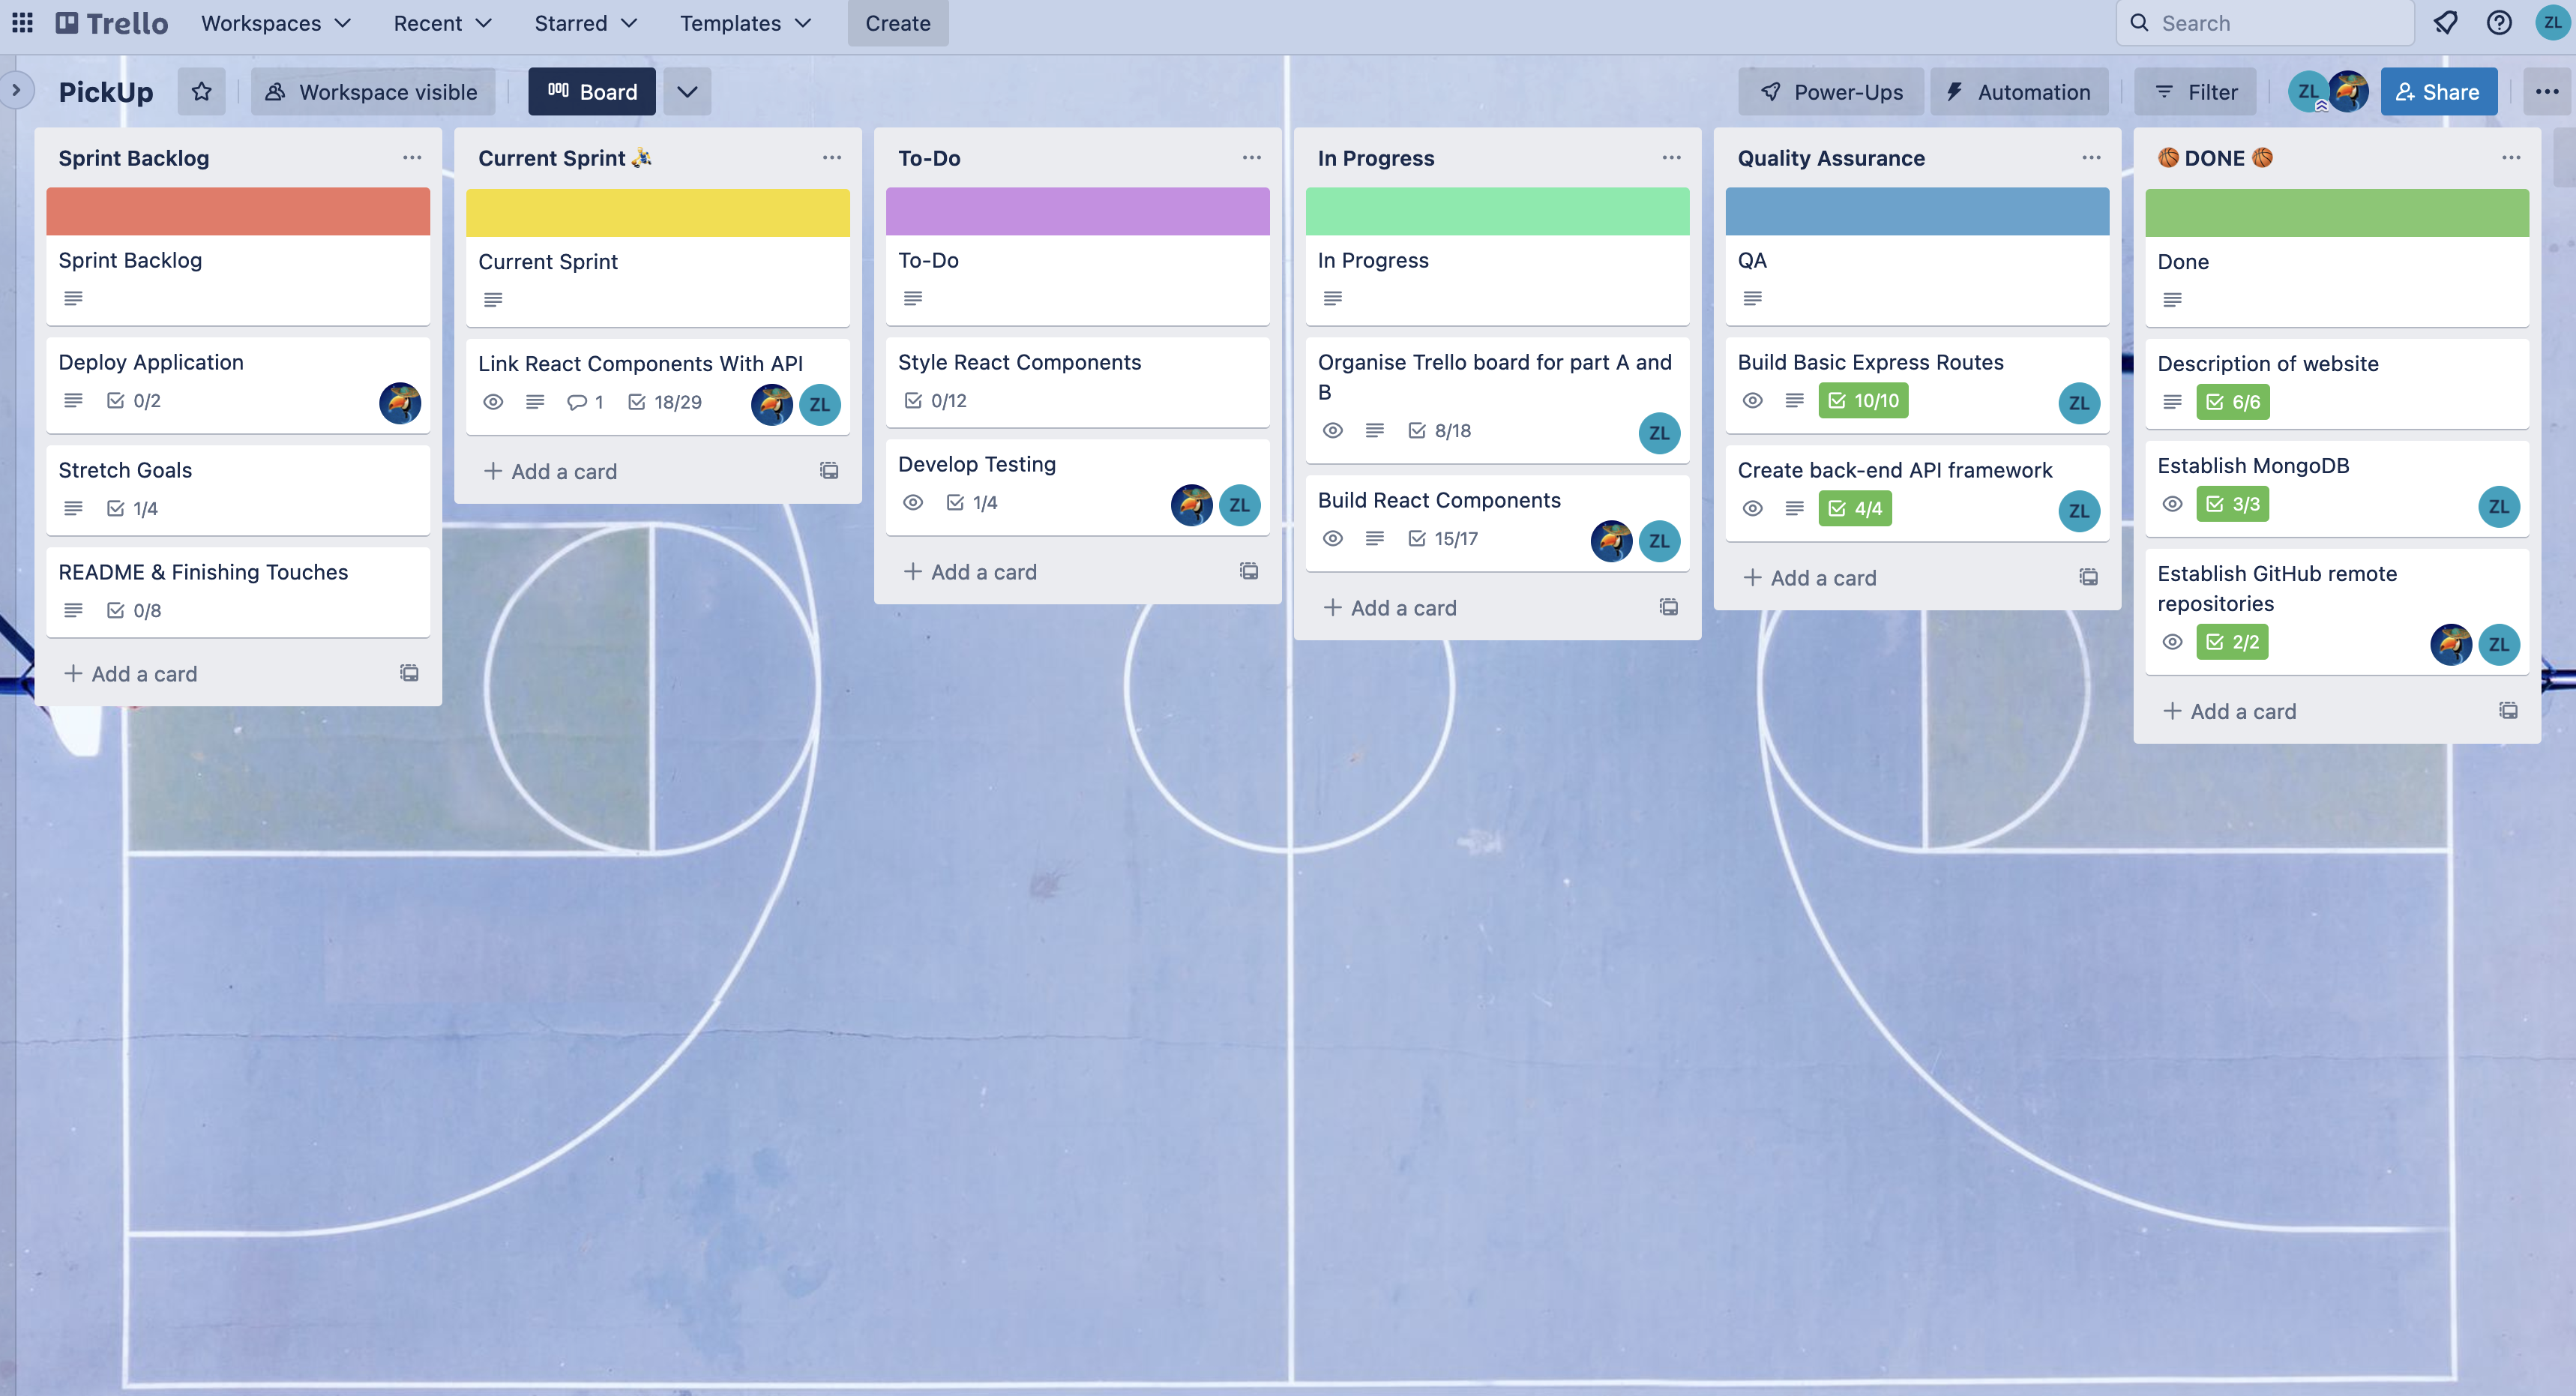 Trello
Workspaces
Recent
Starred
Templates
Create
Search
ZL
PickUp
Workspace visible
Board
Power-Ups
Automation
Filter
ZL
Share
Sprint Backlog
Sprint Backlog
Deploy Application
0/2
Stretch Goals
1/4
README & Finishing Touches
0/8
Add a card
Current Sprint
Current Sprint
Link React Components With API
1
18/29
ZL
Add a card
To-Do
To-Do
Style React Components
0/12
Develop Testing
1/4
ZL
Add a card
In Progress
In Progress
Organise Trello board for part A and
B
8/18
ZL
Build React Components
15/17
ZL
Add a card
Quality Assurance
QA
Build Basic Express Routes
10/10
ZL
Create back-end API framework
4/4
ZL
Add a card
DONE
Done
Description of website
6/6
Establish MongoDB
3/3
ZL
Establish GitHub remote
repositories
2/2
ZL
Add a card